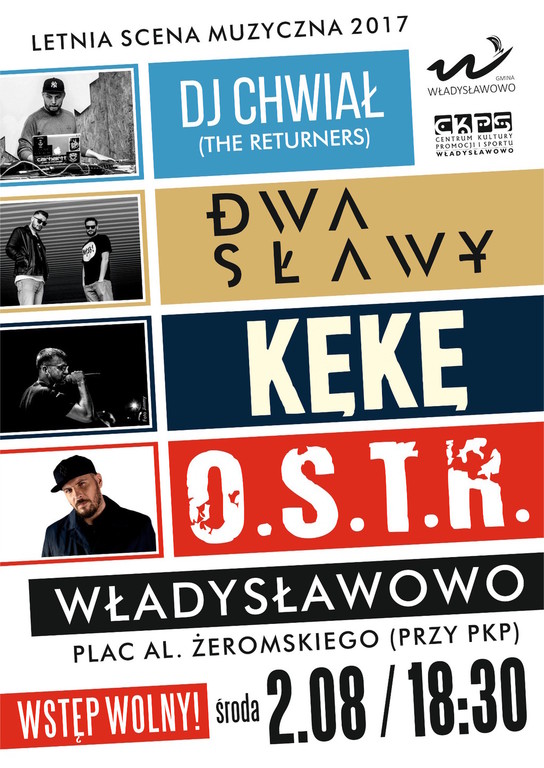 LETNIA SCENA MUZYCZNA 2017
GMINA
WŁADYSŁAWOWO
CKPS
CENTRUM KULTURY
PROMOCJI I SPORTU
WŁADYSŁAWOWO
DJ CHWIAŁ
(THE RETURNERS)
DWA
SŁAWY
KĘKĘ
O.S.T.R.
WŁADYSŁAWOWO
PLAC AL. ŻEROMSKIEGO (PRZY PKP)
WSTĘP WOLNY! środa 2.08 / 18:30